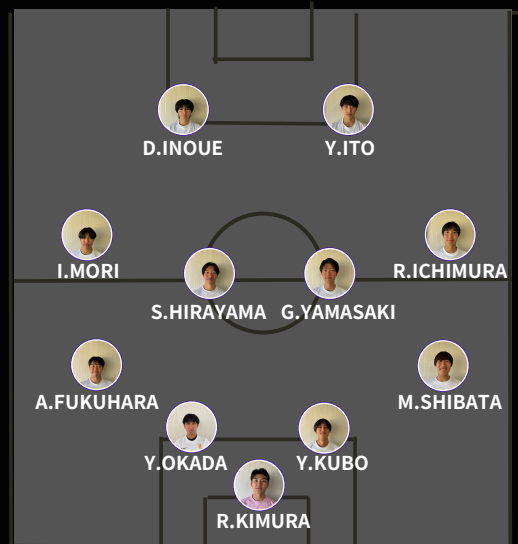 D.INOUE
Y.ITO
I.MORI
R.ICHIMURA
S.HIRAYAMA
G.YAMASAKI
A.FUKUHARA
M.SHIBATA
Y.OKADA
Y.KUBO
R.KIMURA